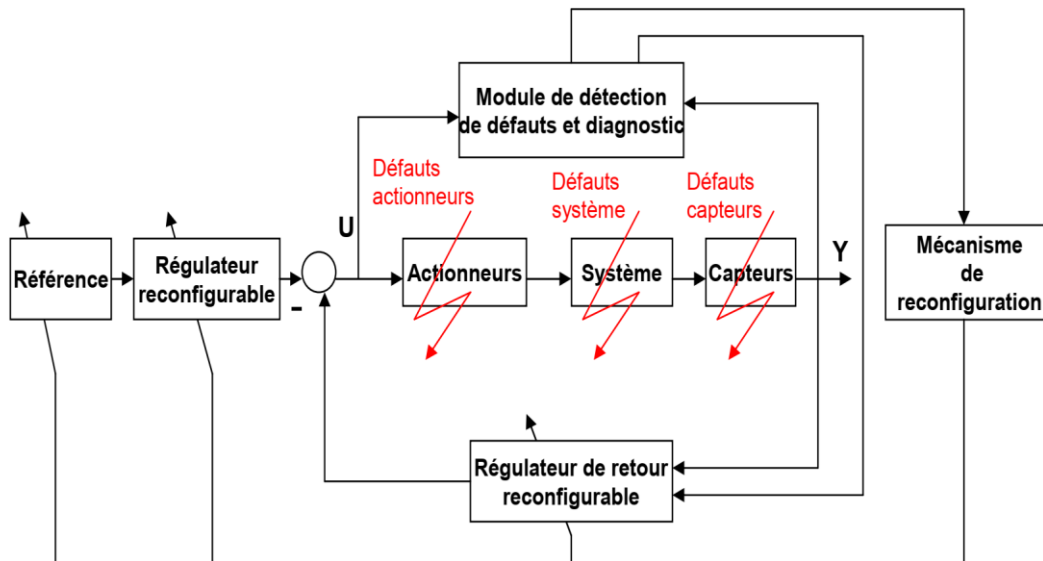 Module de détection
de défauts et diagnostic
Défauts
actionneurs
Défauts
système
Défauts
capteurs
U
Y
Référence
Régulateur
reconfigurable
-
Actionneurs
Système
Capteurs
Mécanisme
de
reconfiguration
Régulateur de retour
reconfigurable